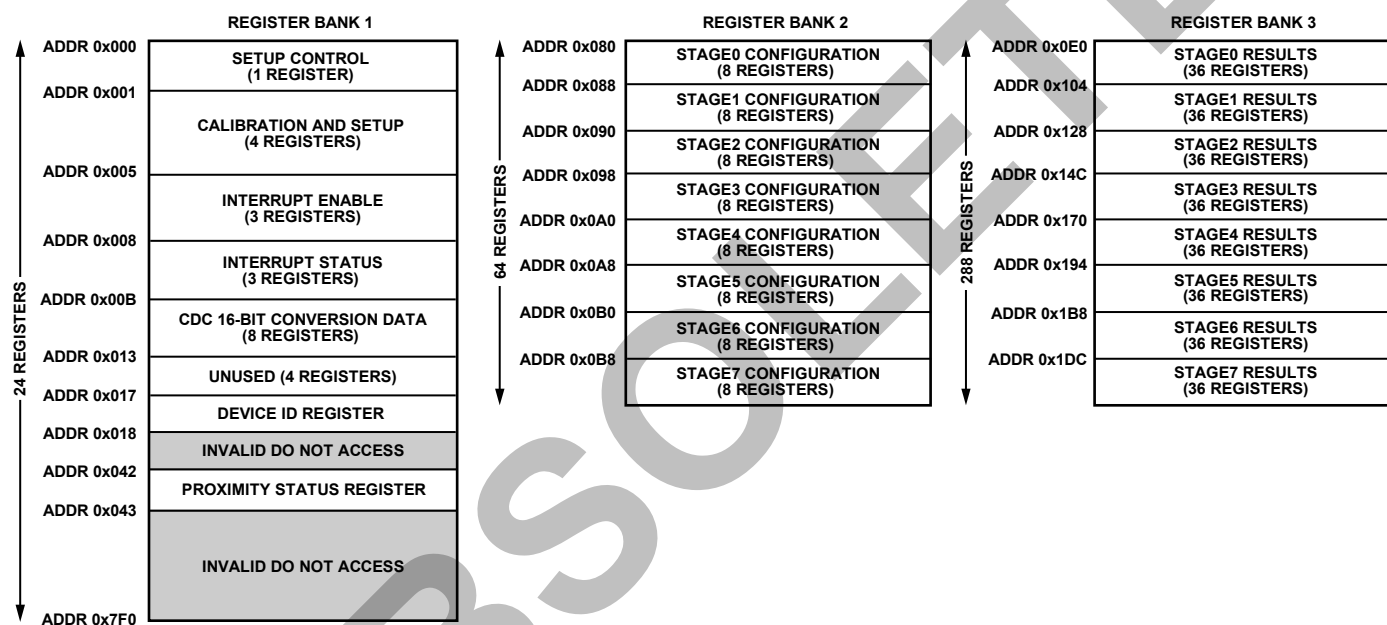 REGISTER BANK 1
ADDR 0x000
SETUP CONTROL
(1 REGISTER)
ADDR 0x001
CALIBRATION AND SETUP
(4 REGISTERS)
ADDR 0x005
INTERRUPT ENABLE
(3 REGISTERS)
ADDR 0x008
INTERRUPT STATUS
(3 REGISTERS)
ADDR 0x00B
CDC 16-BIT CONVERSION DATA
(8 REGISTERS)
ADDR 0x013
UNUSED (4 REGISTERS)
ADDR 0x017
DEVICE ID REGISTER
ADDR 0x018
INVALID DO NOT ACCESS
ADDR 0x042
PROXIMITY STATUS REGISTER
ADDR 0x043
INVALID DO NOT ACCESS
ADDR 0x7F0
24 REGISTERS
REGISTER BANK 2
ADDR 0x080
STAGE0 CONFIGURATION
(8 REGISTERS)
ADDR 0x088
STAGE1 CONFIGURATION
(8 REGISTERS)
ADDR 0x090
STAGE2 CONFIGURATION
(8 REGISTERS)
ADDR 0x098
STAGE3 CONFIGURATION
(8 REGISTERS)
ADDR 0x0A0
STAGE4 CONFIGURATION
(8 REGISTERS)
ADDR 0x0A8
STAGE5 CONFIGURATION
(8 REGISTERS)
ADDR 0x0B0
STAGE6 CONFIGURATION
(8 REGISTERS)
ADDR 0x0B8
STAGE7 CONFIGURATION
(8 REGISTERS)
64 REGISTERS
REGISTER BANK 3
ADDR 0x0E0
STAGE0 RESULTS
(36 REGISTERS)
ADDR 0x104
STAGE1 RESULTS
(36 REGISTERS)
ADDR 0x128
STAGE2 RESULTS
(36 REGISTERS)
ADDR 0x14C
STAGE3 RESULTS
(36 REGISTERS)
ADDR 0x170
STAGE4 RESULTS
(36 REGISTERS)
ADDR 0x194
STAGE5 RESULTS
(36 REGISTERS)
ADDR 0x1B8
STAGE6 RESULTS
(36 REGISTERS)
ADDR 0x1DC
STAGE7 RESULTS
(36 REGISTERS)
288 REGISTERS
BSOLETE